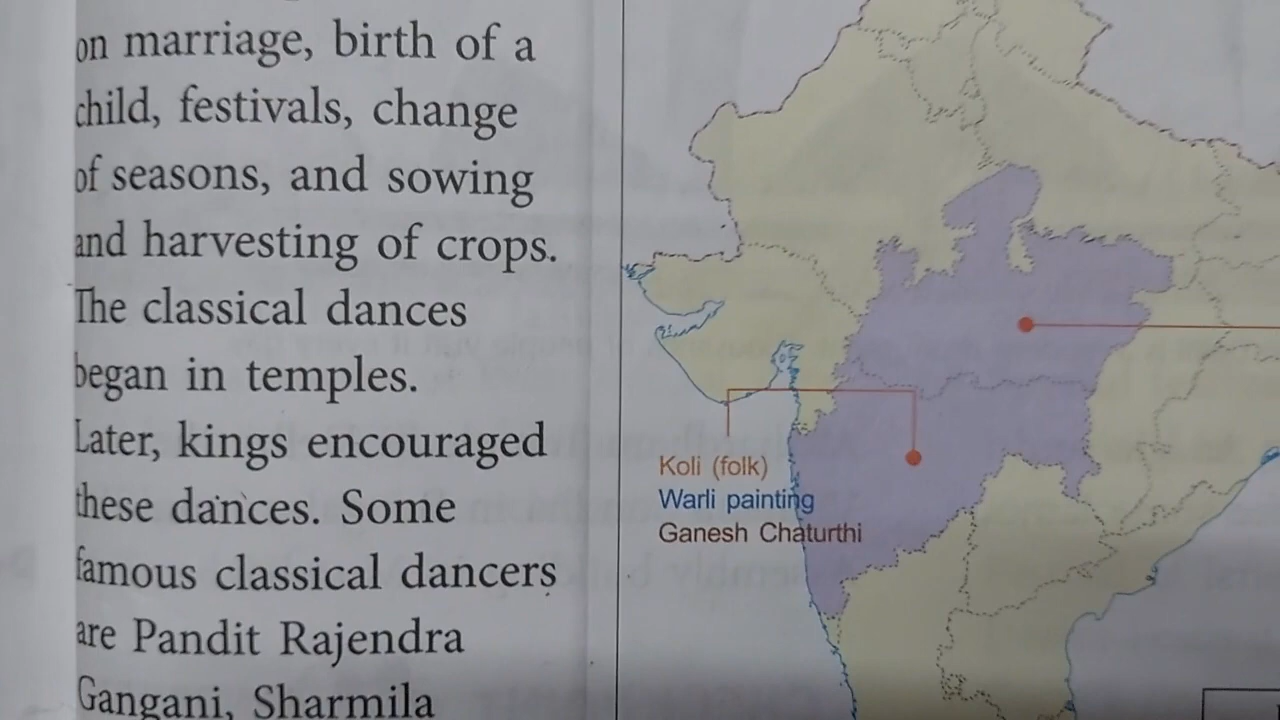 on marriage, birth of a
child, festivals, change
of seasons, and sowing
and harvesting of crops.
The classical dances
began in temples.
Later, kings encouraged
these dances. Some
famous classical dancers
are Pandit Rajendra
Gangani, Sharmila
Koli (folk)
Warli painting
Ganesh Chaturthi